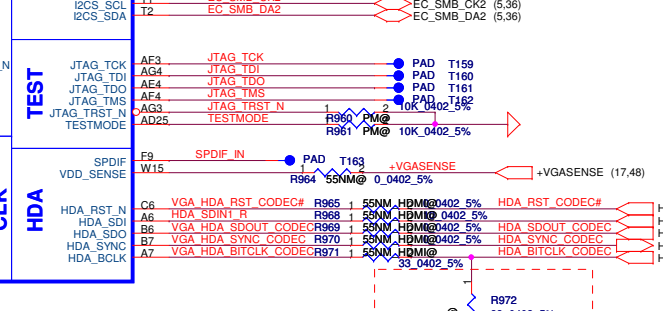 I2CS_SCL EC_SMB_CK2 (5,36)
I2CS_SDA T2 EC_SMB_DA2 EC_SMB_DA2 (5,36)
TEST
JTAG_TCK AF3 JTAG_TCK PAD T159
JTAG_TDI AG4 JTAG_TDI PAD T160
JTAG_TDO AE4 JTAG_TDO PAD T161
JTAG_TMS AF4 JTAG_TMS PAD T162
JTAG_TRST_N AG3 JTAG_TRST_N R960 1 2 PM@ 10K_0402_5%
TESTMODE AD25 TESTMODE R961 PM@ 10K_0402_5%
HDA
SPDIF F9 SPDIF_IN PAD T163
VDD_SENSE W15 R964 1 2 55NM@ 0_0402_5% +VGASENSE +VGASENSE (17,48)
HDA_RST_N C6 VGA_HDA_RST_CODEC# R965 1 55NM_HDMI@ 0402_5% HDA_RST_CODEC#
HDA_SDI A6 HDA_SDIN1_R R968 1 0402_5%
HDA_SDO B6 VGA_HDA_SDOUT_CODEC R969 1 55NM_HDMI@ 0402_5% HDA_SDOUT_CODEC
HDA_SYNC B7 VGA_HDA_SYNC_CODEC R970 1 55NM_HDMI@ 0402_5% HDA_SYNC_CODEC
HDA_BCLK A7 VGA_HDA_BITCLK_CODEC R971 1 55NM_HDMI@ 33_0402_5% HDA_BITCLK_CODEC
1
R972